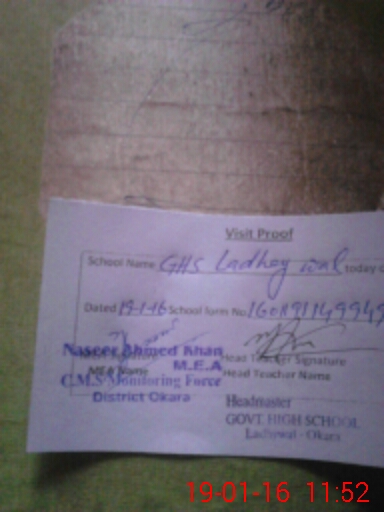 Visit Proof
School Name GHS Ladhey wal today
Dated 19-1-16 School form No
Naseer Ahmed Khan Head Teacher Signature
M.E.A
MEA Name Head Teacher Name
C.M.S Monitoring Force
District Okara
Headmaster
GOVT. HIGH SCHOOL
Ladhewal - Okara
19-01-16 11:52